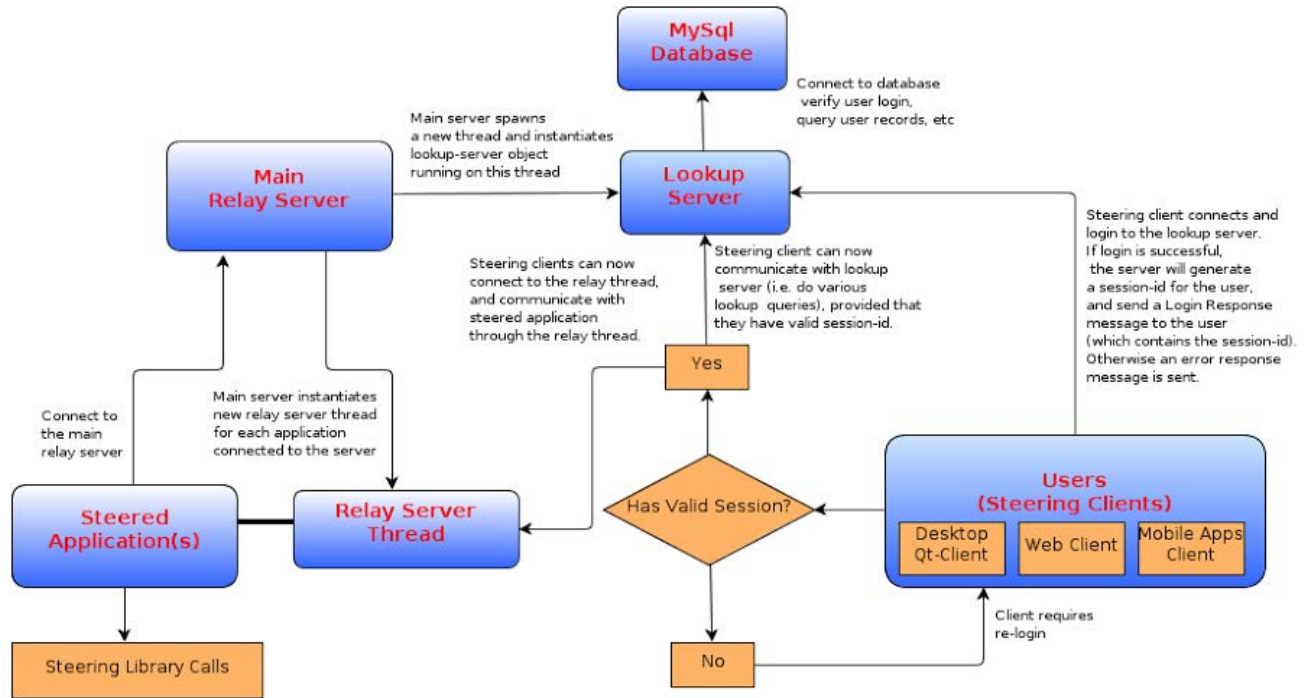 MySql
Database
Connect to database
verify user login,
query user records, etc
Main server spawns
a new thread and instantiates
lookup-server object
running on this thread
Main
Relay Server
Lookup
Server
Steering client connects and
login to the lookup server.
If login is successful,
the server will generate
a session-id for the user,
and send a Login Response
message to the user
(which contains the session-id).
Otherwise an error response
message is sent.
Steering clients can now
connect to the relay thread,
and communicate with
steered application
through the relay thread.
Steering client can now
communicate with lookup
server (i.e. do various
lookup queries), provided that
they have valid session-id.
Yes
Connect to
the main
relay server
Main server instantiates
new relay server thread
for each application
connected to the server
Steered
Application(s)
Relay Server
Thread
Has Valid Session?
Users
(Steering Clients)
Desktop
Qt-Client
Web Client
Mobile Apps
Client
Client requires
re-login
No
Steering Library Calls